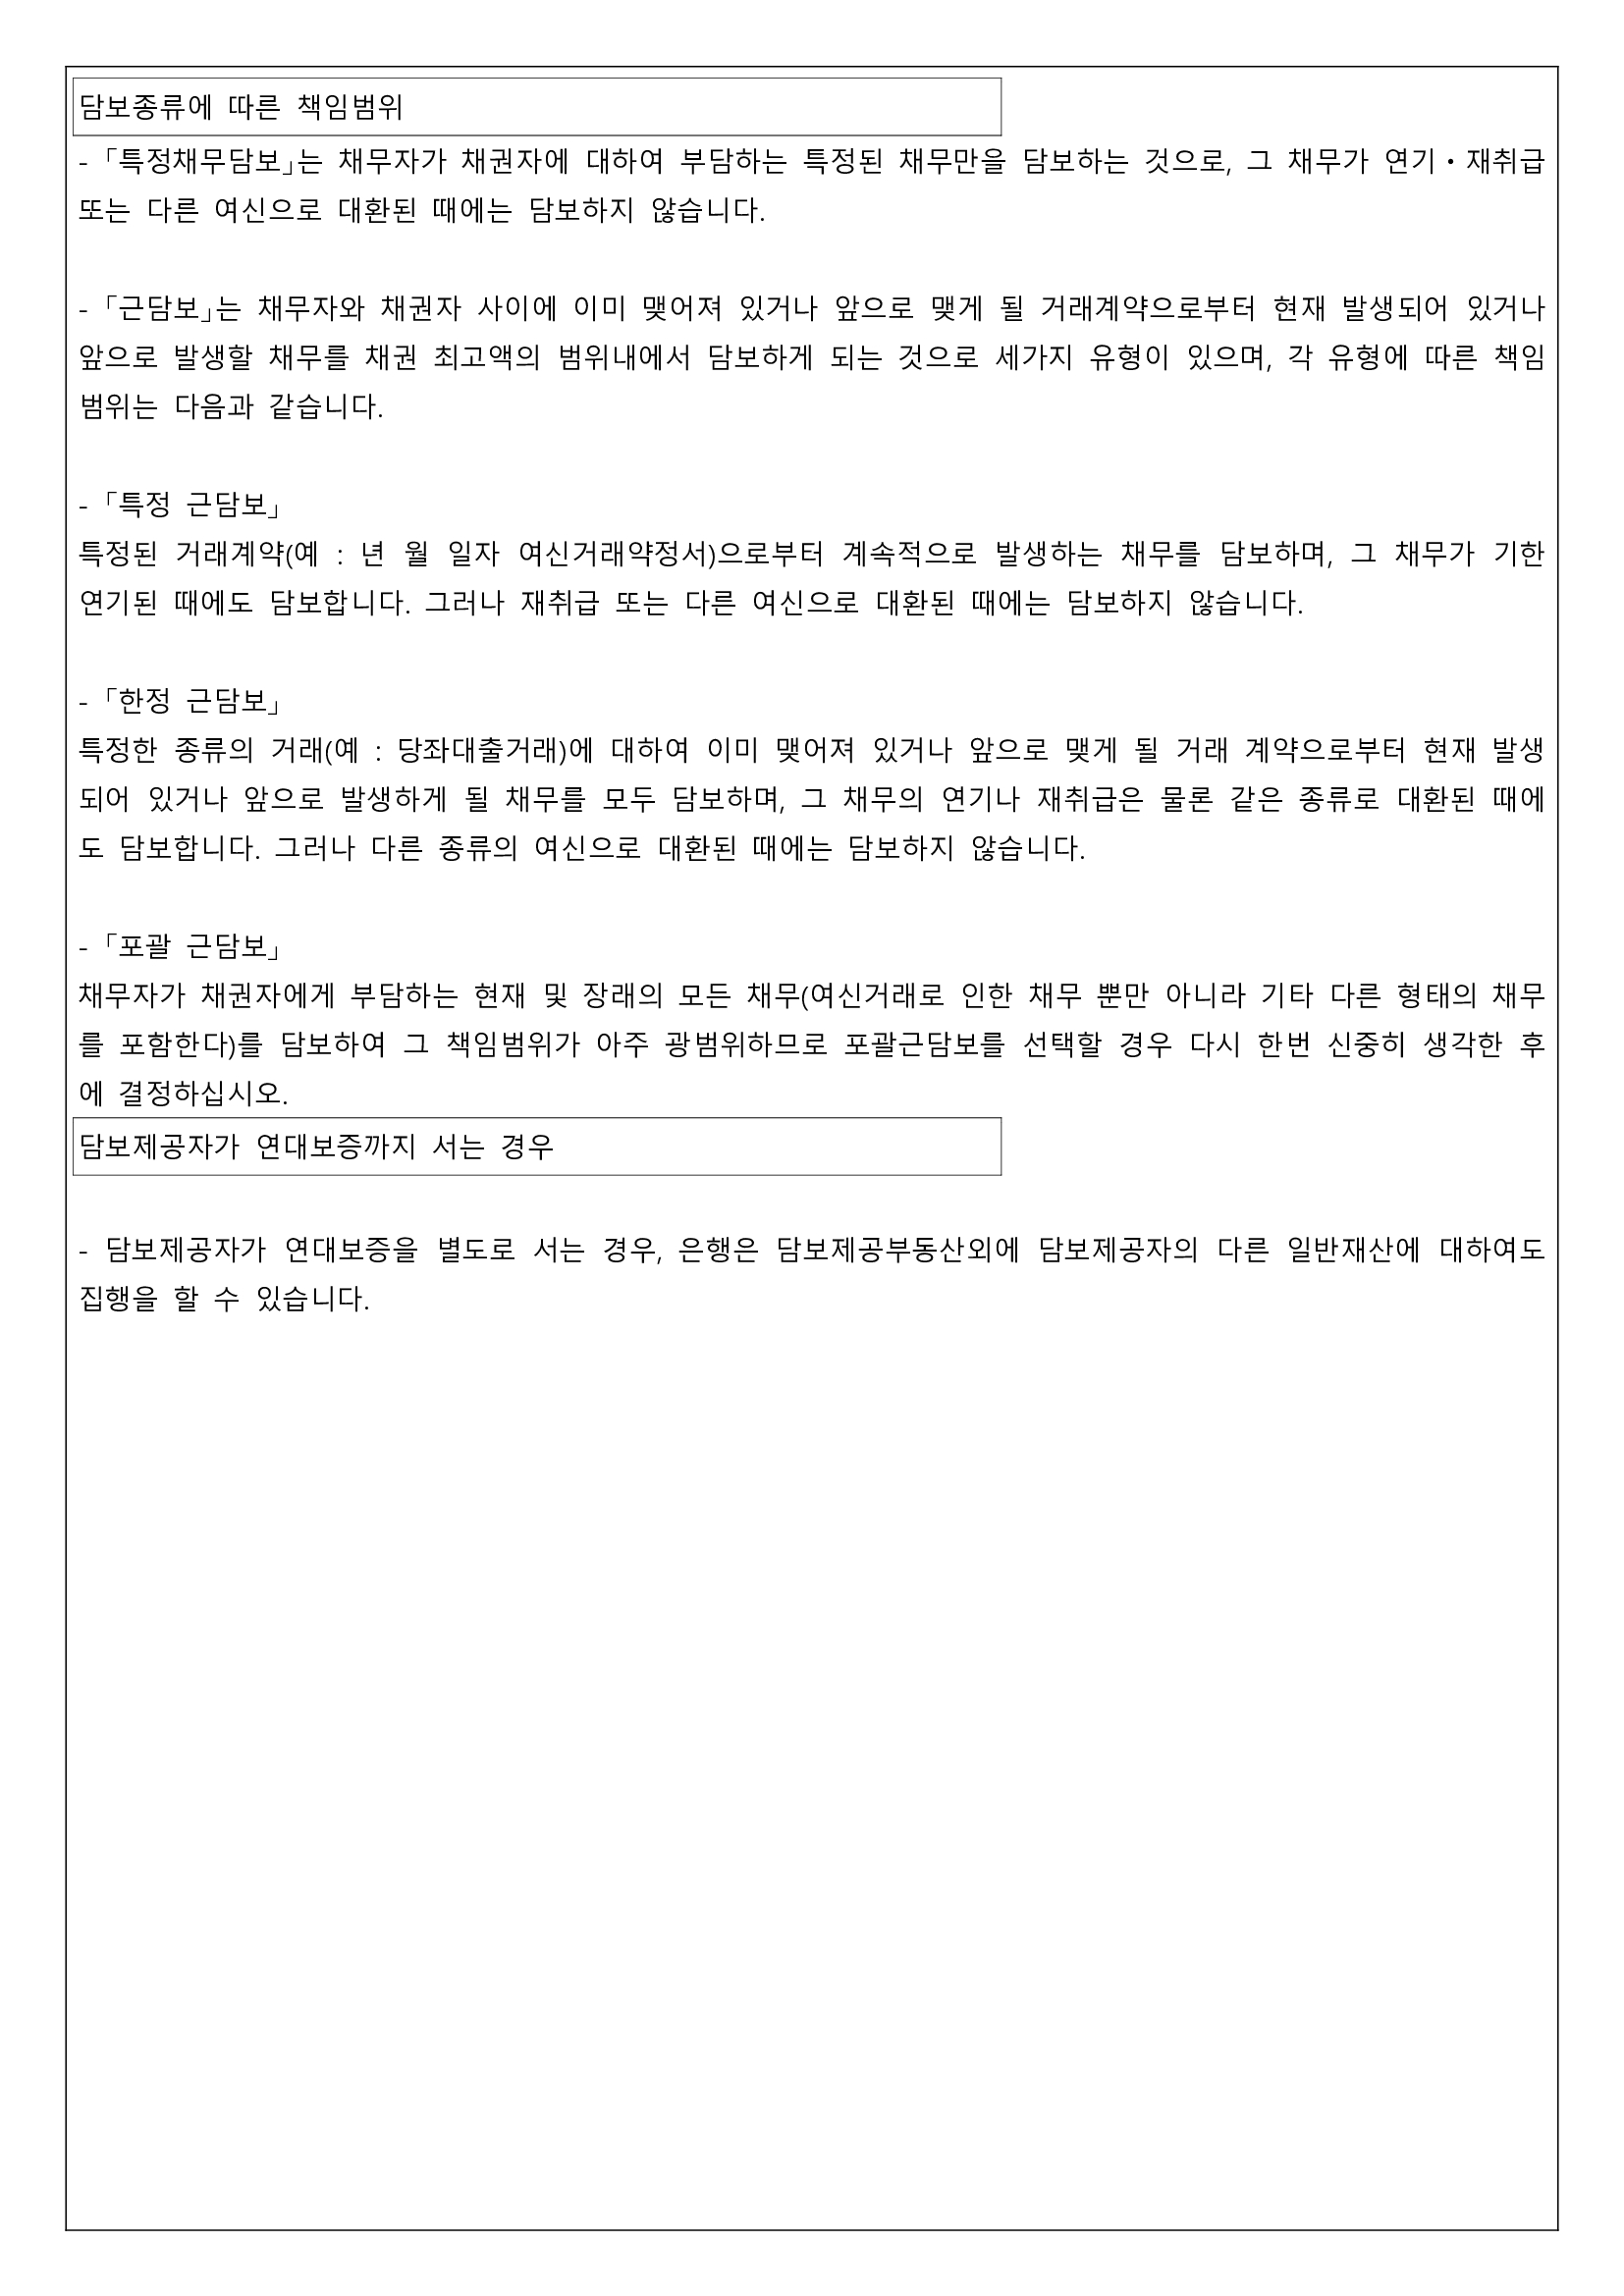 담보종류에 따른 책임범위
- 「특정채무담보」는 채무자가 채권자에 대하여 부담하는 특정된 채무만을 담보하는 것으로, 그 채무가 연기・재취급
또는 다른 여신으로 대환된 때에는 담보하지 않습니다.
- 「근담보」는 채무자와 채권자 사이에 이미 맺어져 있거나 앞으로 맺게 될 거래계약으로부터 현재 발생되어 있거나
앞으로 발생할 채무를 채권 최고액의 범위내에서 담보하게 되는 것으로 세가지 유형이 있으며, 각 유형에 따른 책임
범위는 다음과 같습니다.
- 「특정 근담보」
특정된 거래계약(예 : 년 월 일자 여신거래약정서)으로부터 계속적으로 발생하는 채무를 담보하며, 그 채무가 기한
연기된 때에도 담보합니다. 그러나 재취급 또는 다른 여신으로 대환된 때에는 담보하지 않습니다.
- 「한정 근담보」
특정한 종류의 거래(예 : 당좌대출거래)에 대하여 이미 맺어져 있거나 앞으로 맺게 될 거래 계약으로부터 현재 발생
되어 있거나 앞으로 발생하게 될 채무를 모두 담보하며, 그 채무의 연기나 재취급은 물론 같은 종류로 대환된 때에
도 담보합니다. 그러나 다른 종류의 여신으로 대환된 때에는 담보하지 않습니다.
- 「포괄 근담보」
채무자가 채권자에게 부담하는 현재 및 장래의 모든 채무(여신거래로 인한 채무 뿐만 아니라 기타 다른 형태의 채무
를 포함한다)를 담보하여 그 책임범위가 아주 광범위하므로 포괄근담보를 선택할 경우 다시 한번 신중히 생각한 후
에 결정하십시오.
담보제공자가 연대보증까지 서는 경우
- 담보제공자가 연대보증을 별도로 서는 경우, 은행은 담보제공부동산외에 담보제공자의 다른 일반재산에 대하여도
집행을 할 수 있습니다.